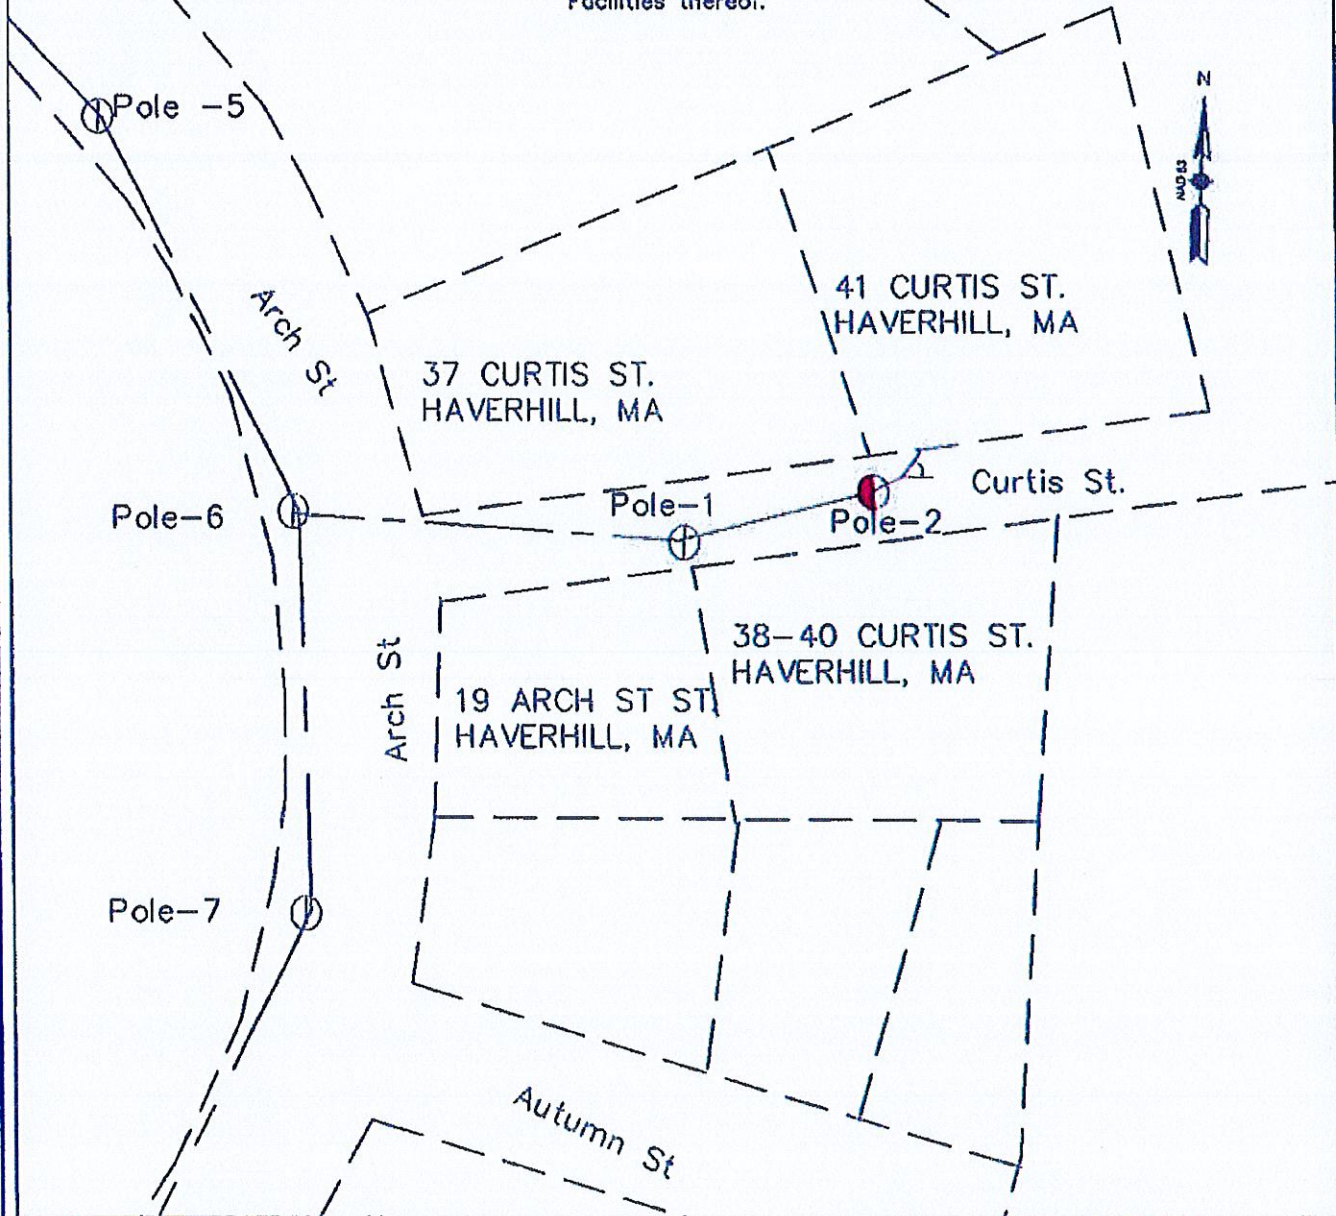 Facilities thereof.
Pole -5
N
NAD 83
Arch St
41 CURTIS ST.
HAVERHILL, MA
37 CURTIS ST.
HAVERHILL, MA
Curtis St.
Pole-1
Pole-6
Pole-2
38-40 CURTIS ST.
HAVERHILL, MA
Arch St
19 ARCH ST ST
HAVERHILL, MA
Pole-7
Autumn St